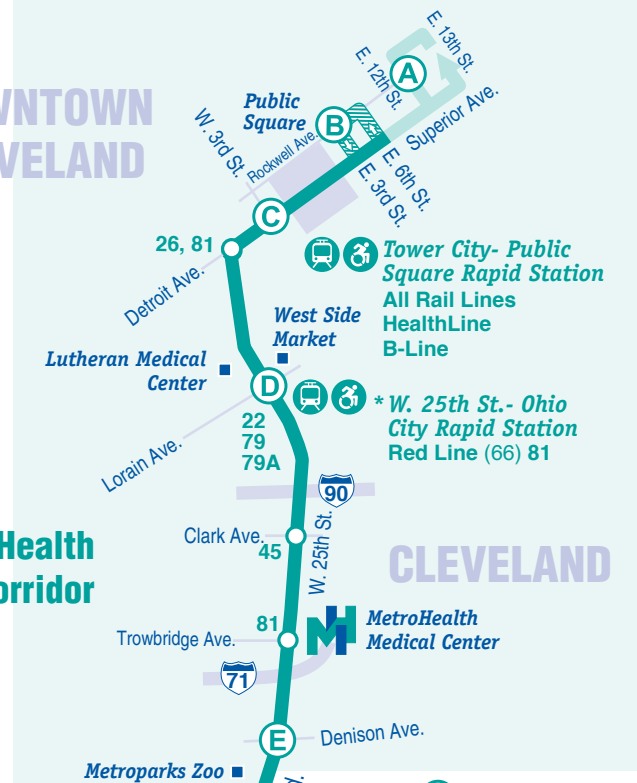 E. 13th St.
E. 12th St.
A
Superior Ave.
Public
Square
B
Rockwell Ave.
W. 3rd St.
E. 6th St.
E. 3rd St.
C
26, 81
Detroit Ave.
Tower City- Public
Square Rapid Station
All Rail Lines
HealthLine
B-Line
West Side
Market
Lutheran Medical
Center
D
22
79
79A
* W. 25th St.- Ohio
City Rapid Station
Red Line (66) 81
Lorain Ave.
90
Clark Ave.
45
W. 25th St.
Health
CLEVELAND
81
Trowbridge Ave.
MetroHealth
Medical Center
71
E
Denison Ave.
Metroparks Zoo